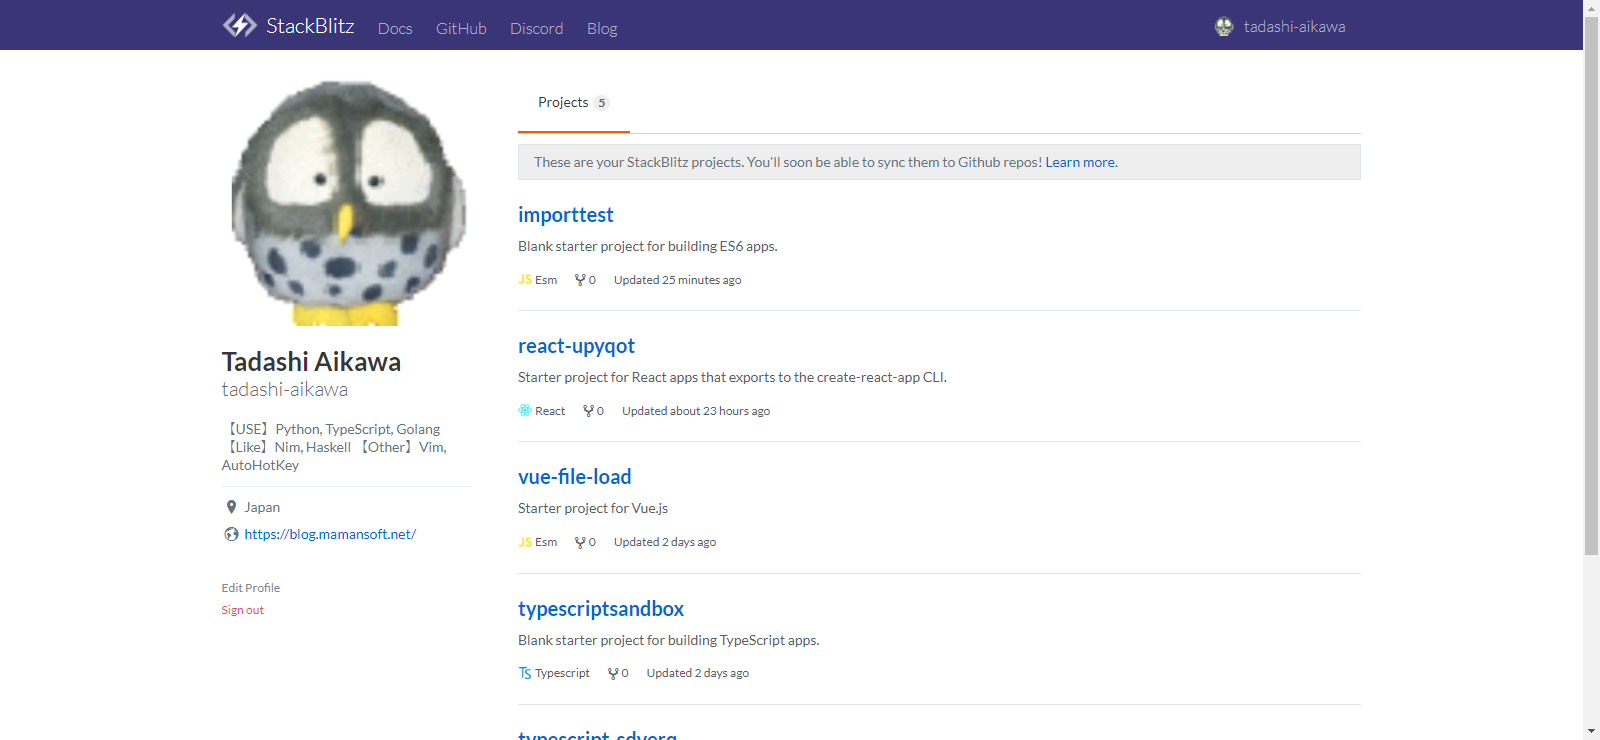 StackBlitz Docs GitHub Discord Blog tadashi-aikawa
Tadashi Aikawa
tadashi-aikawa
【USE】Python, TypeScript, Golang
【Like】Nim, Haskell 【Other】Vim,
AutoHotKey
Japan
https://blog.mamansoft.net/
Edit Profile
Sign out
Projects 5
These are your StackBlitz projects. You'll soon be able to sync them to Github repos! Learn more.
importtest
Blank starter project for building ES6 apps.
JS Esm 0 Updated 25 minutes ago
react-upyqot
Starter project for React apps that exports to the create-react-app CLI.
React 0 Updated about 23 hours ago
vue-file-load
Starter project for Vue.js
JS Esm 0 Updated 2 days ago
typescriptsandbox
Blank starter project for building TypeScript apps.
TS Typescript 0 Updated 2 days ago